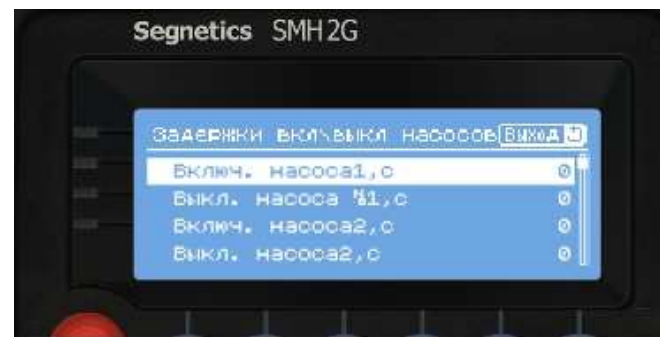 Segnetics SMH2G
Задержки вкл\выкл насосов Выход
Включ. насоса1,с 0
Выкл. насоса №1,с 0
Включ. насоса2,с 0
Выкл. насоса2,с 0